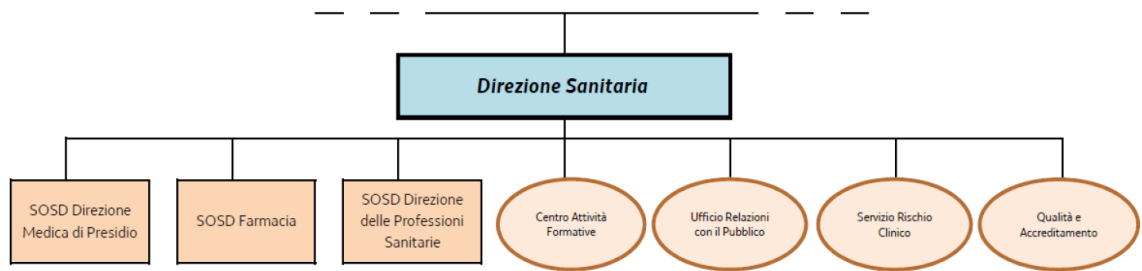 Direzione Sanitaria
SOSD Direzione
Medica di Presidio
SOSD Farmacia
SOSD Direzione
delle Professioni
Sanitarie
Centro Attività
Formative
Ufficio Relazioni
con il Pubblico
Servizio Rischio
Clinico
Qualità e
Accreditamento